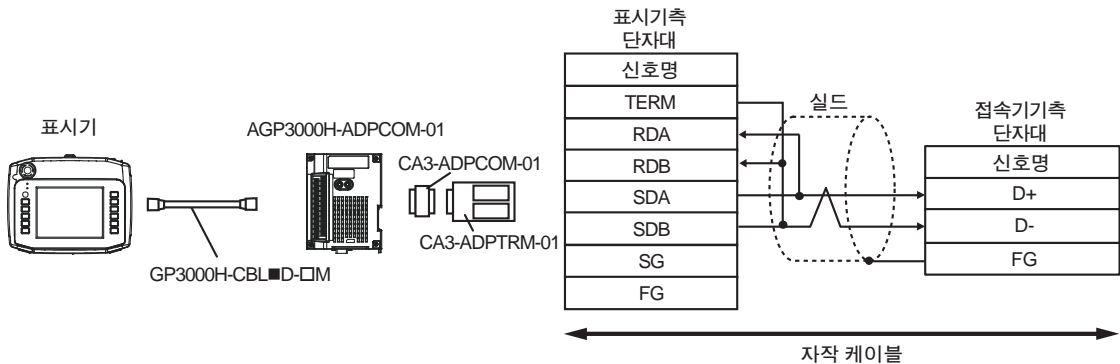 표시기
GP3000H-CBL■D-□M
AGP3000H-ADPCOM-01
CA3-ADPCOM-01
CA3-ADPTRM-01
표시기측
단자대
신호명
TERM
RDA
RDB
SDA
SDB
SG
FG
실드
접속기기측
단자대
신호명
D+
D-
FG
자작 케이블